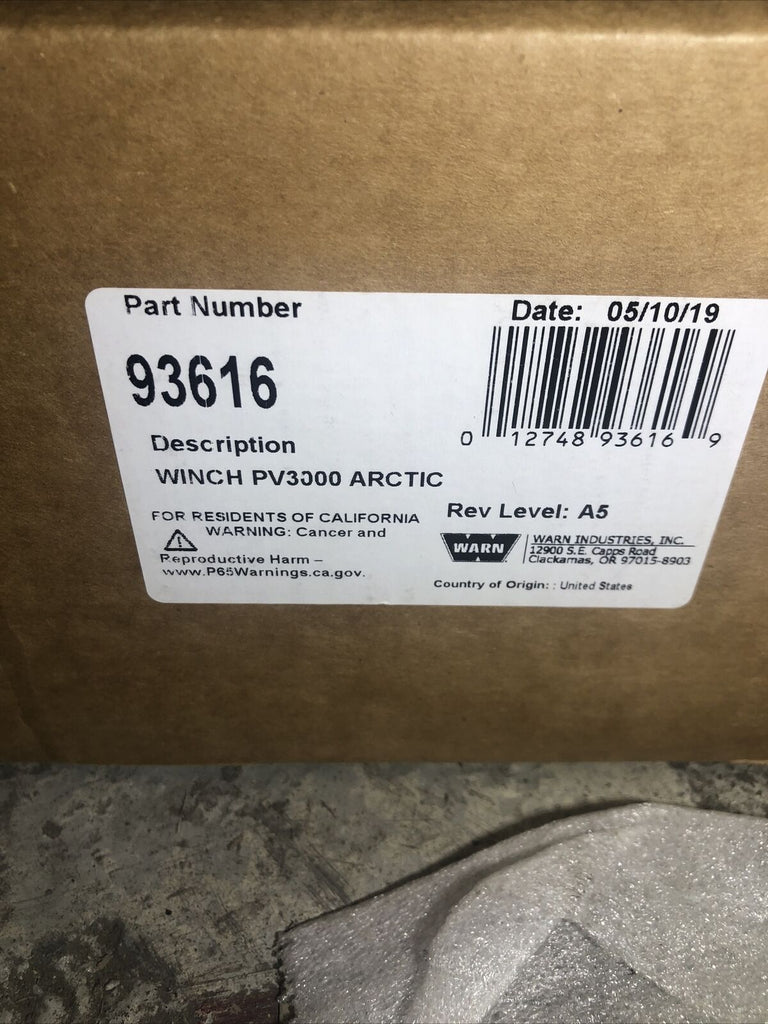 Part Number
Date: 05/10/19
93616
0 12748 93616 9
Description
WINCH PV3000 ARCTIC
Rev Level: A5
FOR RESIDENTS OF CALIFORNIA
WARNING: Cancer and
Reproductive Harm –
www.P65Warnings.ca.gov.
WARN
WARN INDUSTRIES, INC.
12900 S.E. Capps Road
Clackamas, OR 97015-8903
Country of Origin: : United States